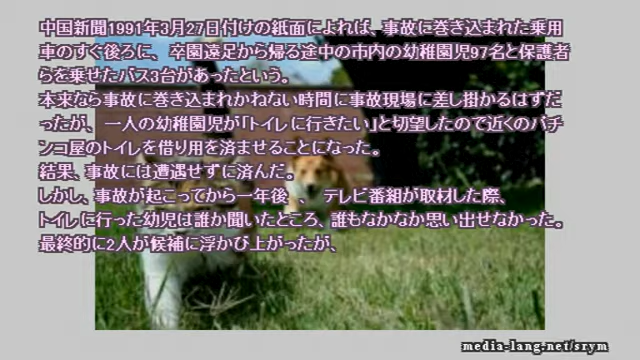 中国新聞1991年3月27日付けの紙面によれば、事故に巻き込まれた乗用
車のすぐ後ろに、卒園遠足から帰る途中の市内の幼稚園児97名と保護者
らを乗せたバス3台があったという。
本来なら事故に巻き込まれかねない時間に事故現場に差し掛かるはずだ
ったが、一人の幼稚園児が「トイレに行きたい」と切望したので近くのパチ
ンコ屋のトイレを借り用を済ませることになった。
結果、事故には遭遇せずに済んだ。
しかし、事故が起こってから一年後 、 テレビ番組が取材した際、
トイレに行った幼児は誰か聞いたところ、誰もなかなか思い出せなかった。
最終的に2人が候補に浮かび上がったが、
media-lang.net/srym